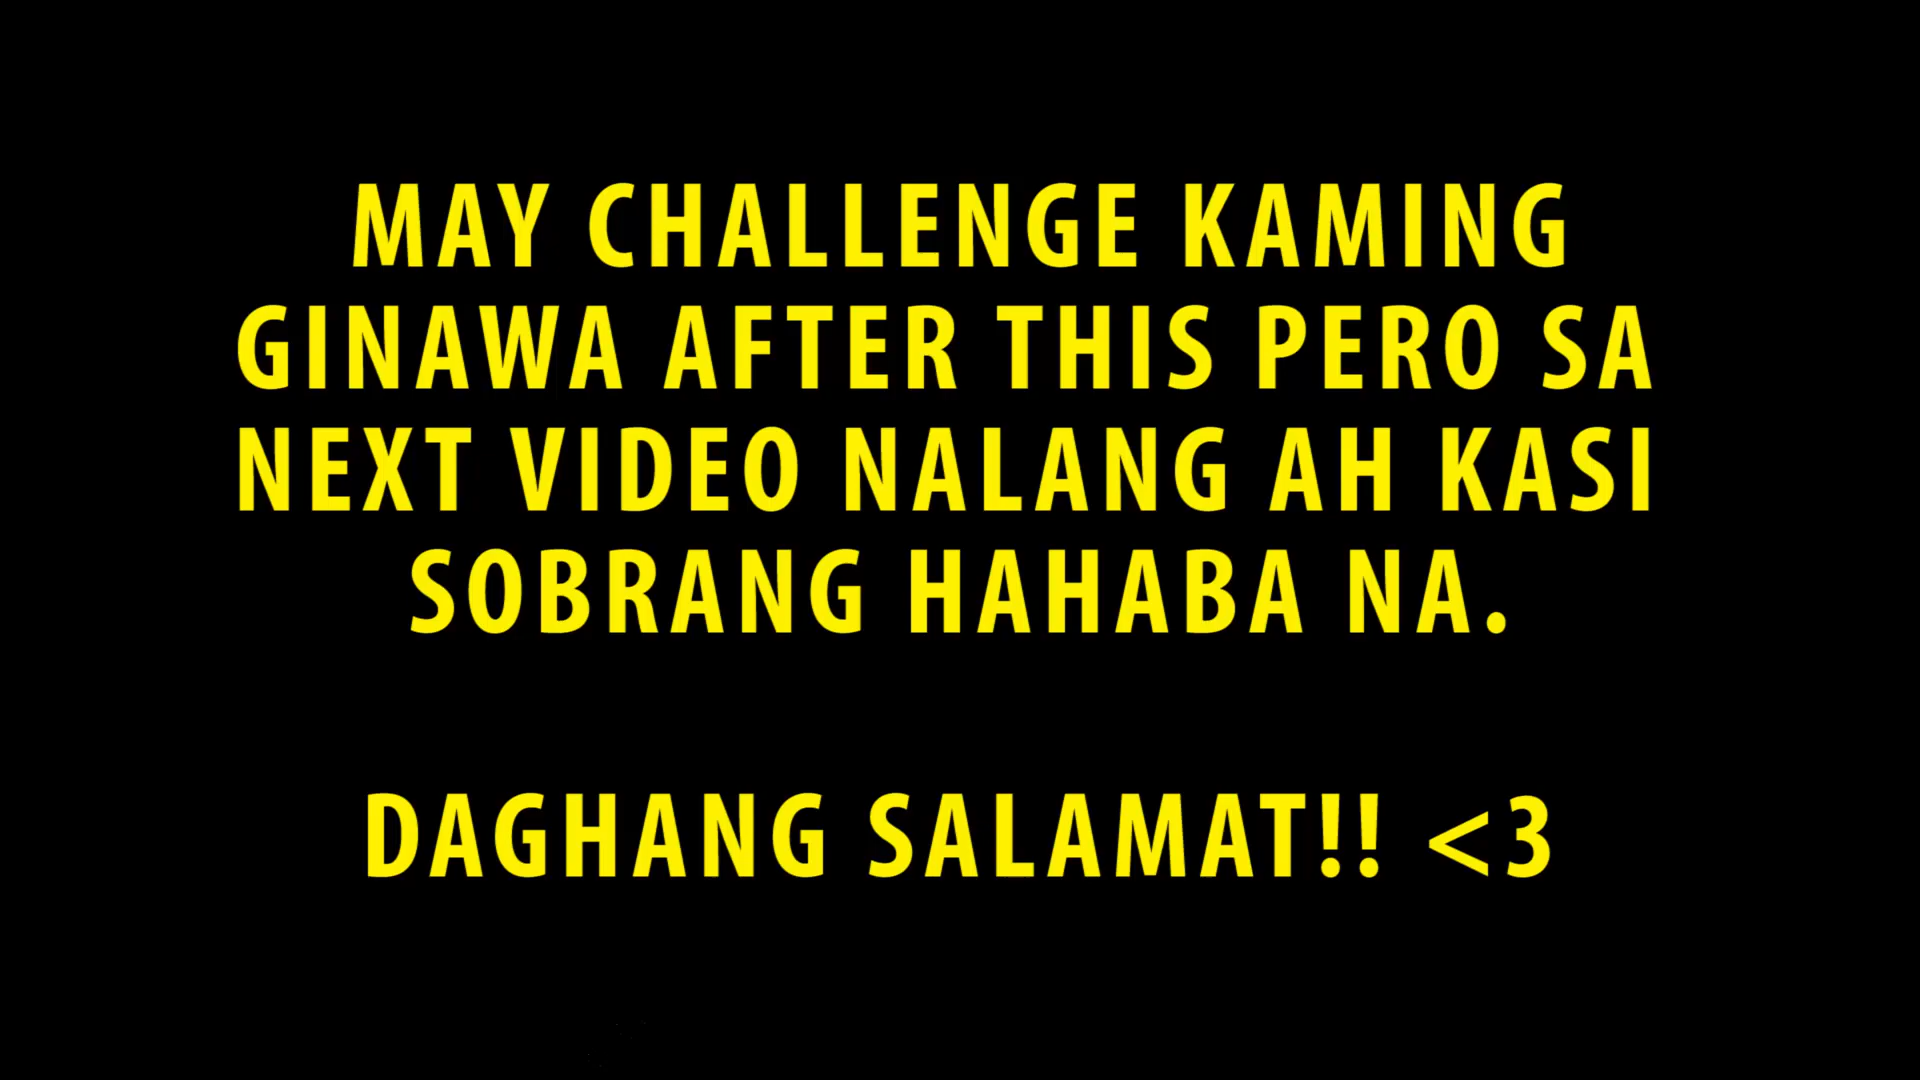 MAY CHALLENGE KAMING
GINAWA AFTER THIS PERO SA
NEXT VIDEO NALANG AH KASI
SOBRANG HAHABA NA.
DAGHANG SALAMAT!! <3